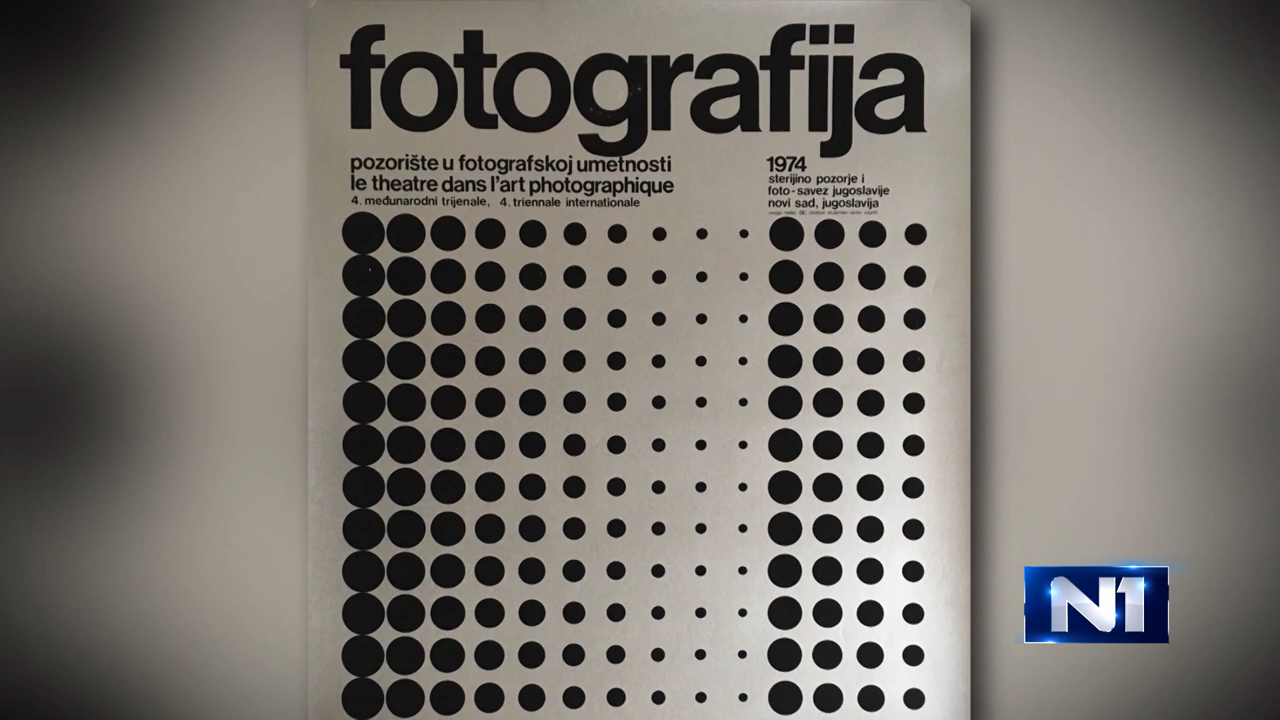 fotografija
pozorište u fotografskoj umetnosti
le theatre dans l'art photographique
4. međunarodni trijenale, 4. triennale internationale
1974
sterijino pozorje i
foto-savez jugoslavije
novi sad, jugoslavija
N1